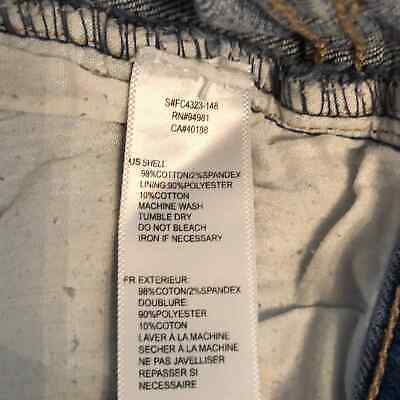 S#FC4323-148
RN#94981
CA#40198
US SHELL:
98%COTTON/2%SPANDEX
LINING:90%POLYESTER
10%COTTON
MACHINE WASH
TUMBLE DRY
DO NOT BLEACH
IRON IF NECESSARY
FR EXTERIEUR:
98%COTON/2%SPANDEX
DOUBLURE:
90%POLYESTER
10%COTON
LAVER À LA MACHINE
SECHER À LA MACHINE
NE PAS JAVELLISER
REPASSER SI
NECESSAIRE